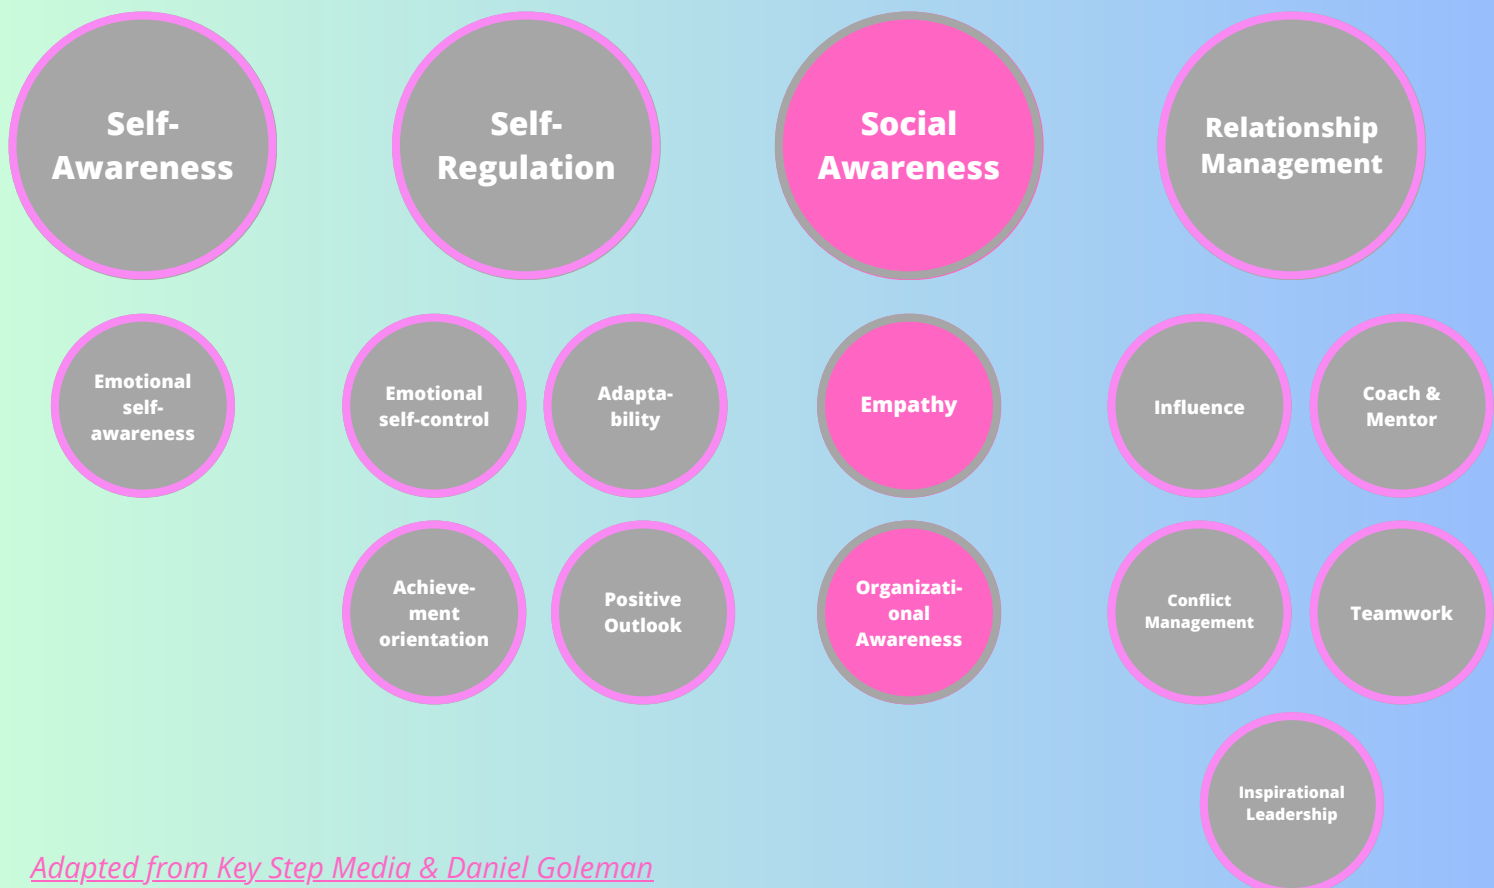 Self-
Awareness
Self-
Regulation
Social
Awareness
Relationship
Management
Emotional
self-
awareness
Emotional
self-control
Adapta-
bility
Empathy
Influence
Coach &
Mentor
Achieve-
ment
orientation
Positive
Outlook
Organizati-
onal
Awareness
Conflict
Management
Teamwork
Inspirational
Leadership
Adapted from Key Step Media & Daniel Goleman